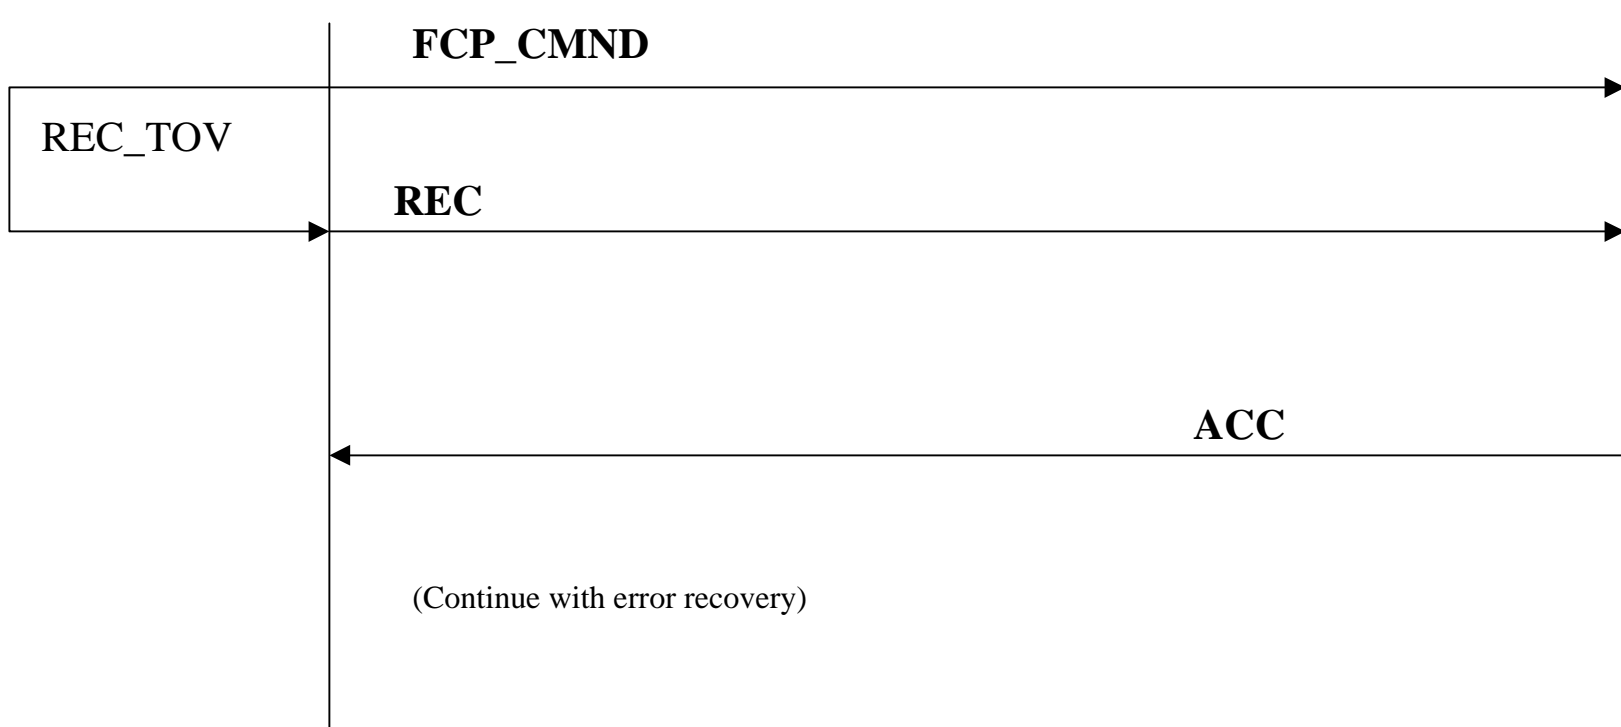 FCP_CMND
REC_TOV
REC
ACC
(Continue with error recovery)